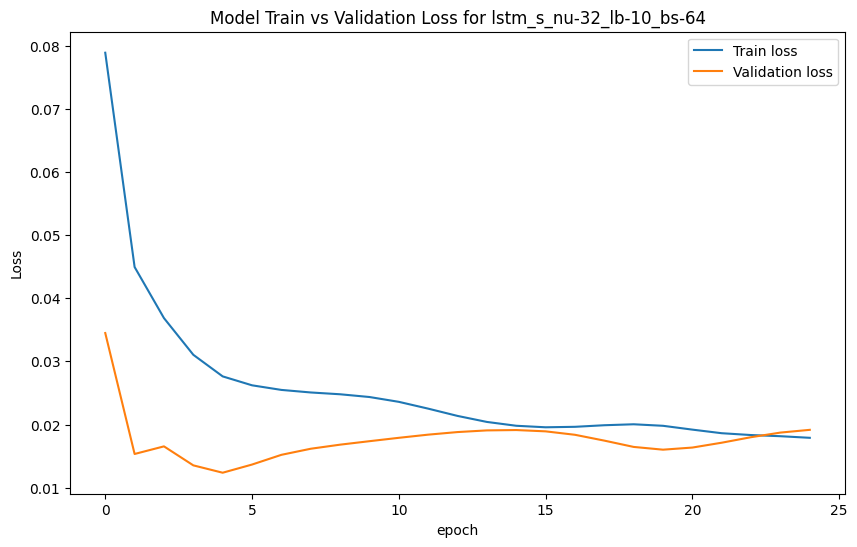 Model Train vs Validation Loss for lstm_s_nu-32_lb-10_bs-64
Train loss
Validation loss
0.08
0.07
0.06
0.05
0.04
0.03
0.02
0.01
Loss
0 5 10 15 20 25
epoch